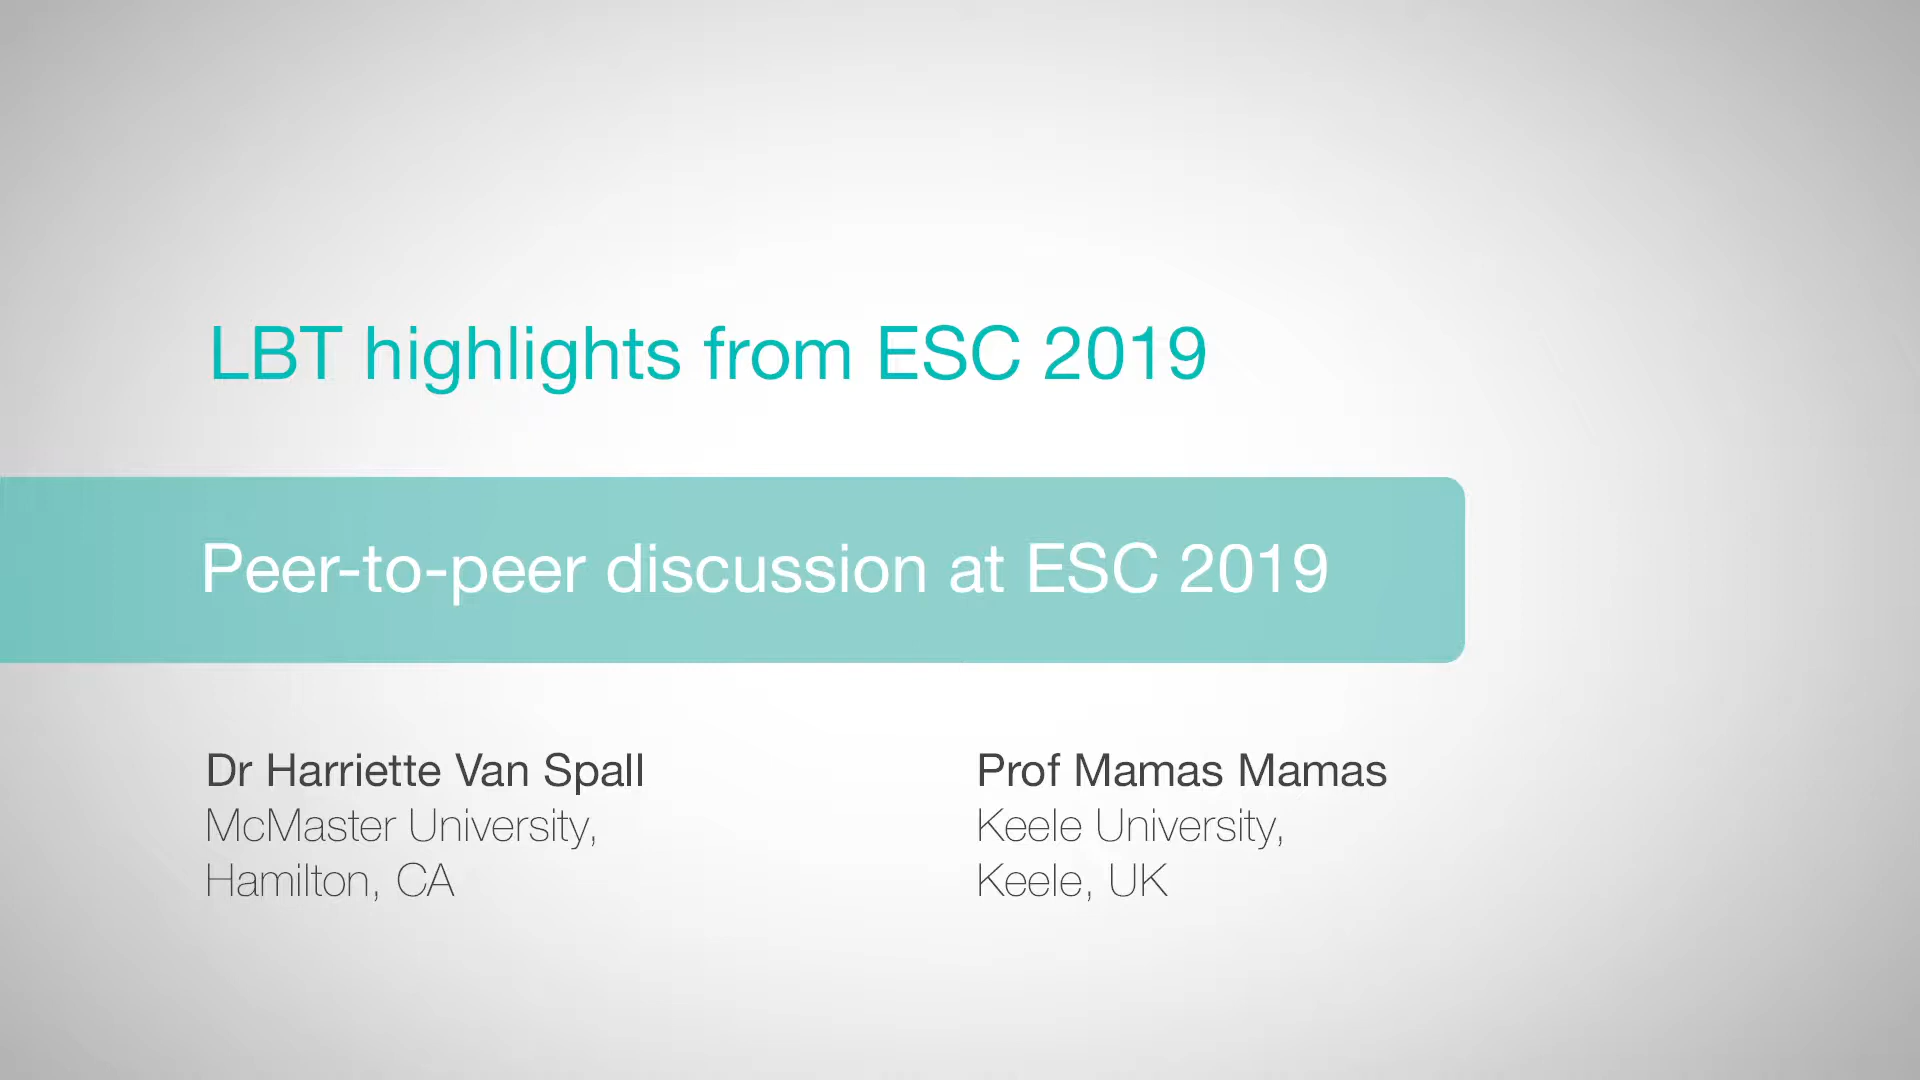 LBT highlights from ESC 2019
Peer-to-peer discussion at ESC 2019
Dr Harriette Van Spall
McMaster University,
Hamilton, CA
Prof Mamas Mamas
Keele University,
Keele, UK